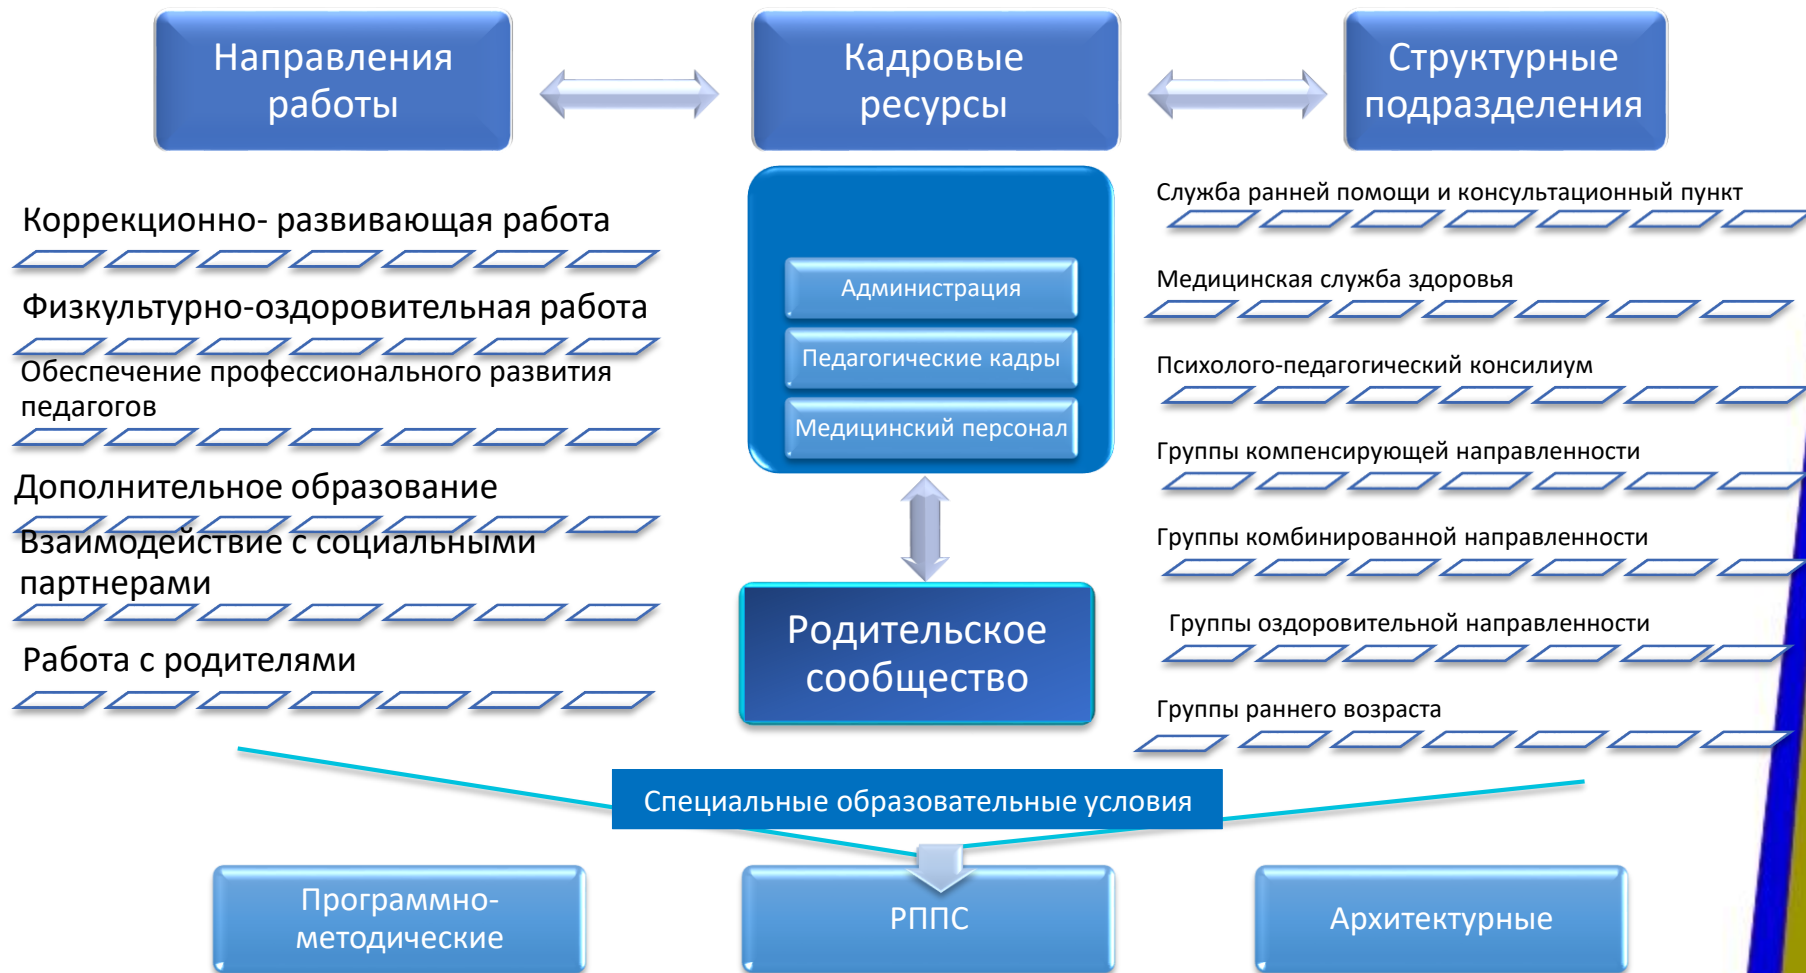 Направления
работы
Кадровые
ресурсы
Структурные
подразделения
Коррекционно- развивающая работа
Физкультурно-оздоровительная работа
Обеспечение профессионального развития
педагогов
Дополнительное образование
Взаимодействие с социальными
партнерами
Работа с родителями
Администрация
Педагогические кадры
Медицинский персонал
Родительское
сообщество
Служба ранней помощи и консультационный пункт
Медицинская служба здоровья
Психолого-педагогический консилиум
Группы компенсирующей направленности
Группы комбинированной направленности
Группы оздоровительной направленности
Группы раннего возраста
Специальные образовательные условия
Программно-
методические
РППС
Архитектурные